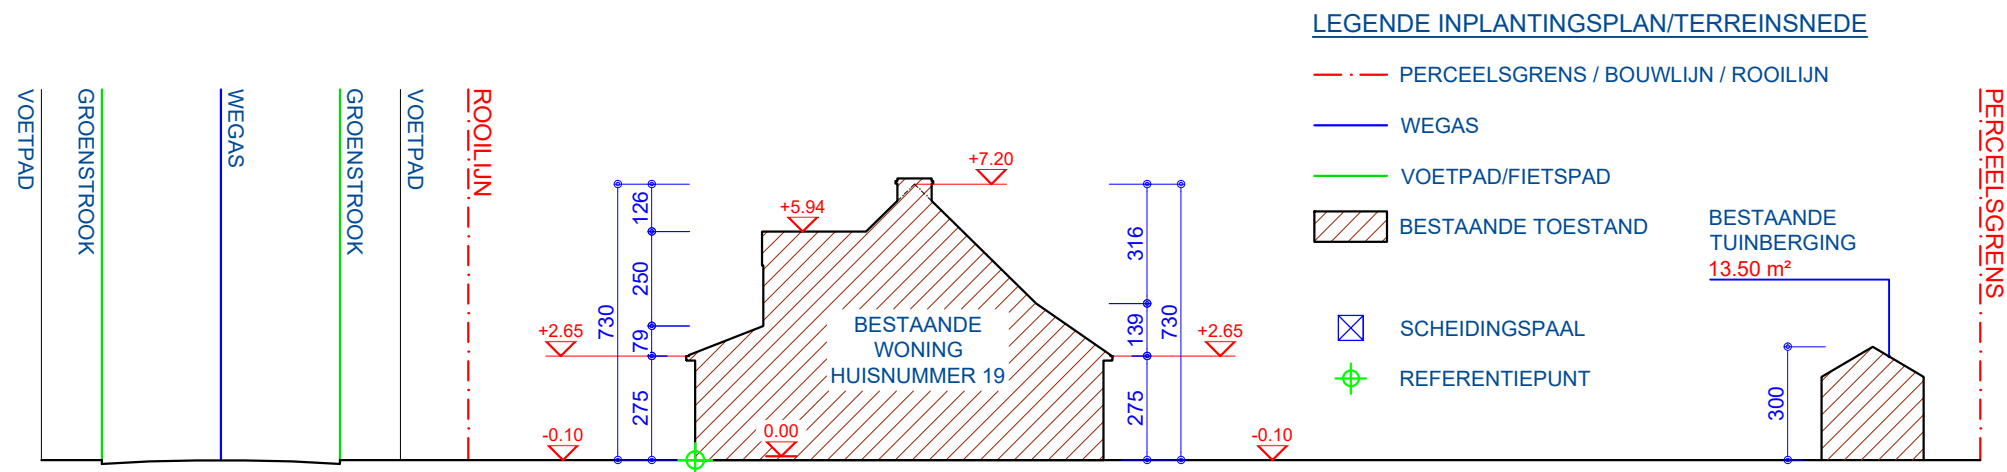 LEGENDE INPLANTINGSPLAN/TERREINSNEDE
PERCEELSGRENS / BOUWLIJN / ROOILIJN
WEGAS
VOETPAD/FIETSPAD
BESTAANDE TOESTAND
SCHEIDINGSPAAL
REFERENTIEPUNT
VOETPAD
GROENSTROOK
WEGAS
GROENSTROOK
VOETPAD
ROOILIJN
+2.65
-0.10
730
126
250
79
275
+5.94
+7.20
BESTAANDE
WONING
HUISNUMMER 19
0.00
316
139
275
730
+2.65
-0.10
BESTAANDE
TUINBERGING
13.50 m²
300
PERCEELSGRENS